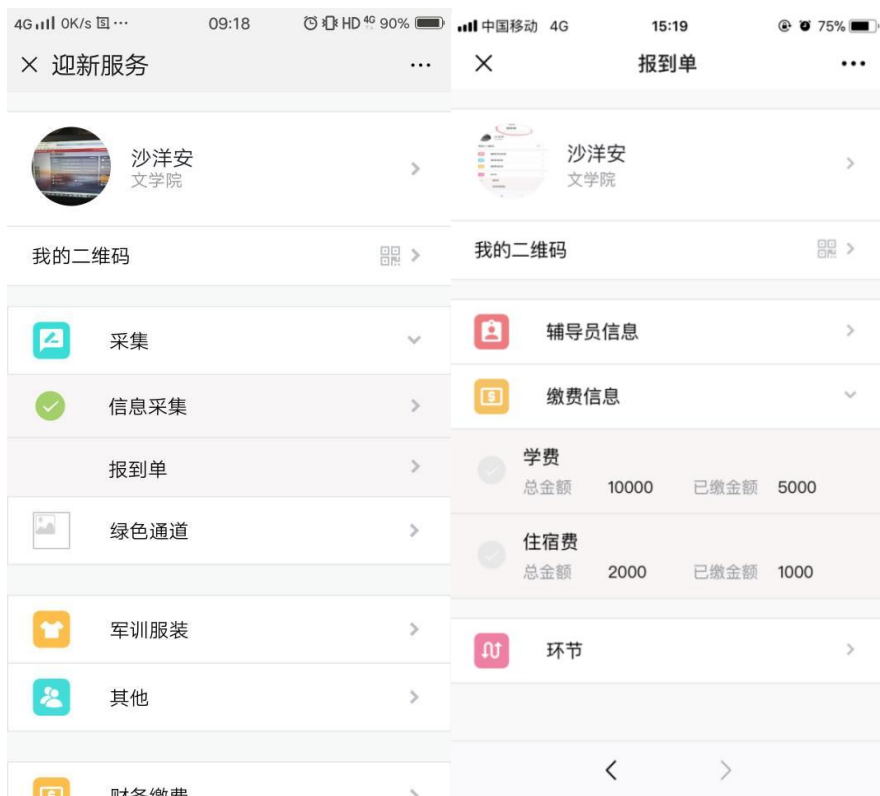 4G 0K/s 09:18 HD 4G 90%
迎新服务
沙洋安
文学院
我的二维码
采集
信息采集
报到单
绿色通道
军训服装
其他
财务缴费
中国移动 4G 15:19 75%
报到单
沙洋安
文学院
我的二维码
辅导员信息
缴费信息
学费
总金额 10000 已缴金额 5000
住宿费
总金额 2000 已缴金额 1000
环节